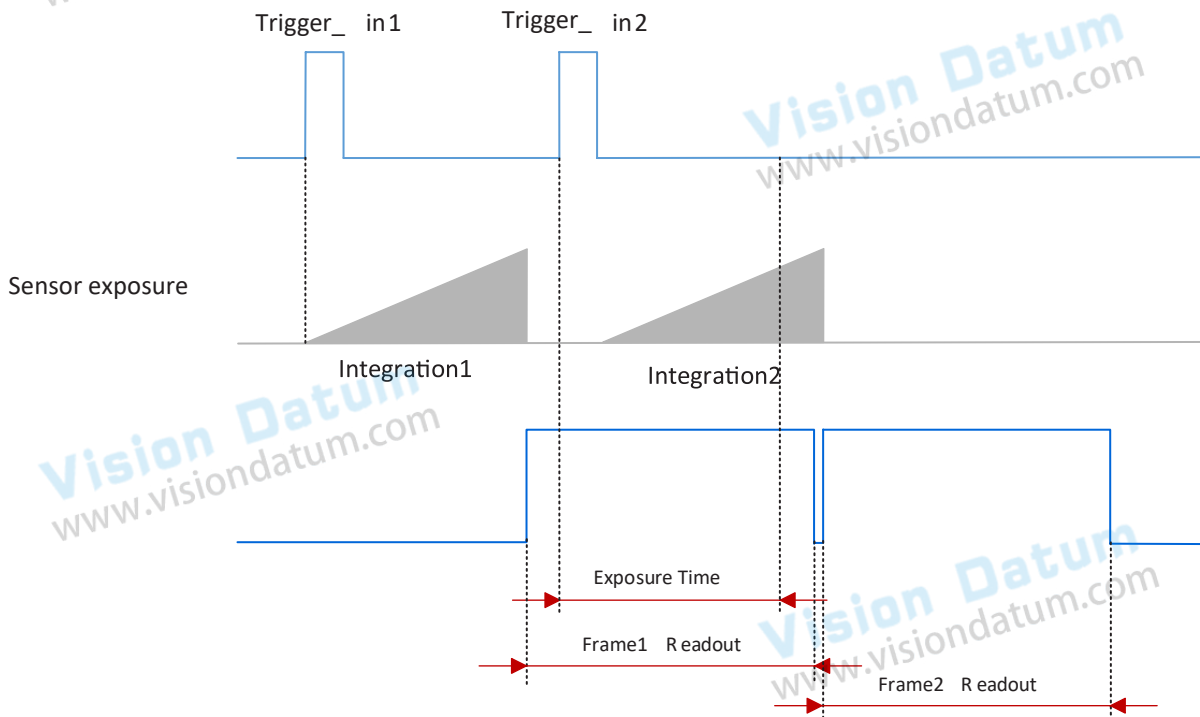 Trigger_ in1
Trigger_ in2
Vision Datum
www.visiondatum.com
Sensor exposure
Integration1
Integration2
Vision Datum
www.visiondatum.com
Exposure Time
Vision Datum
www.visiondatum.com
Frame1 R eadout
Frame2 R eadout